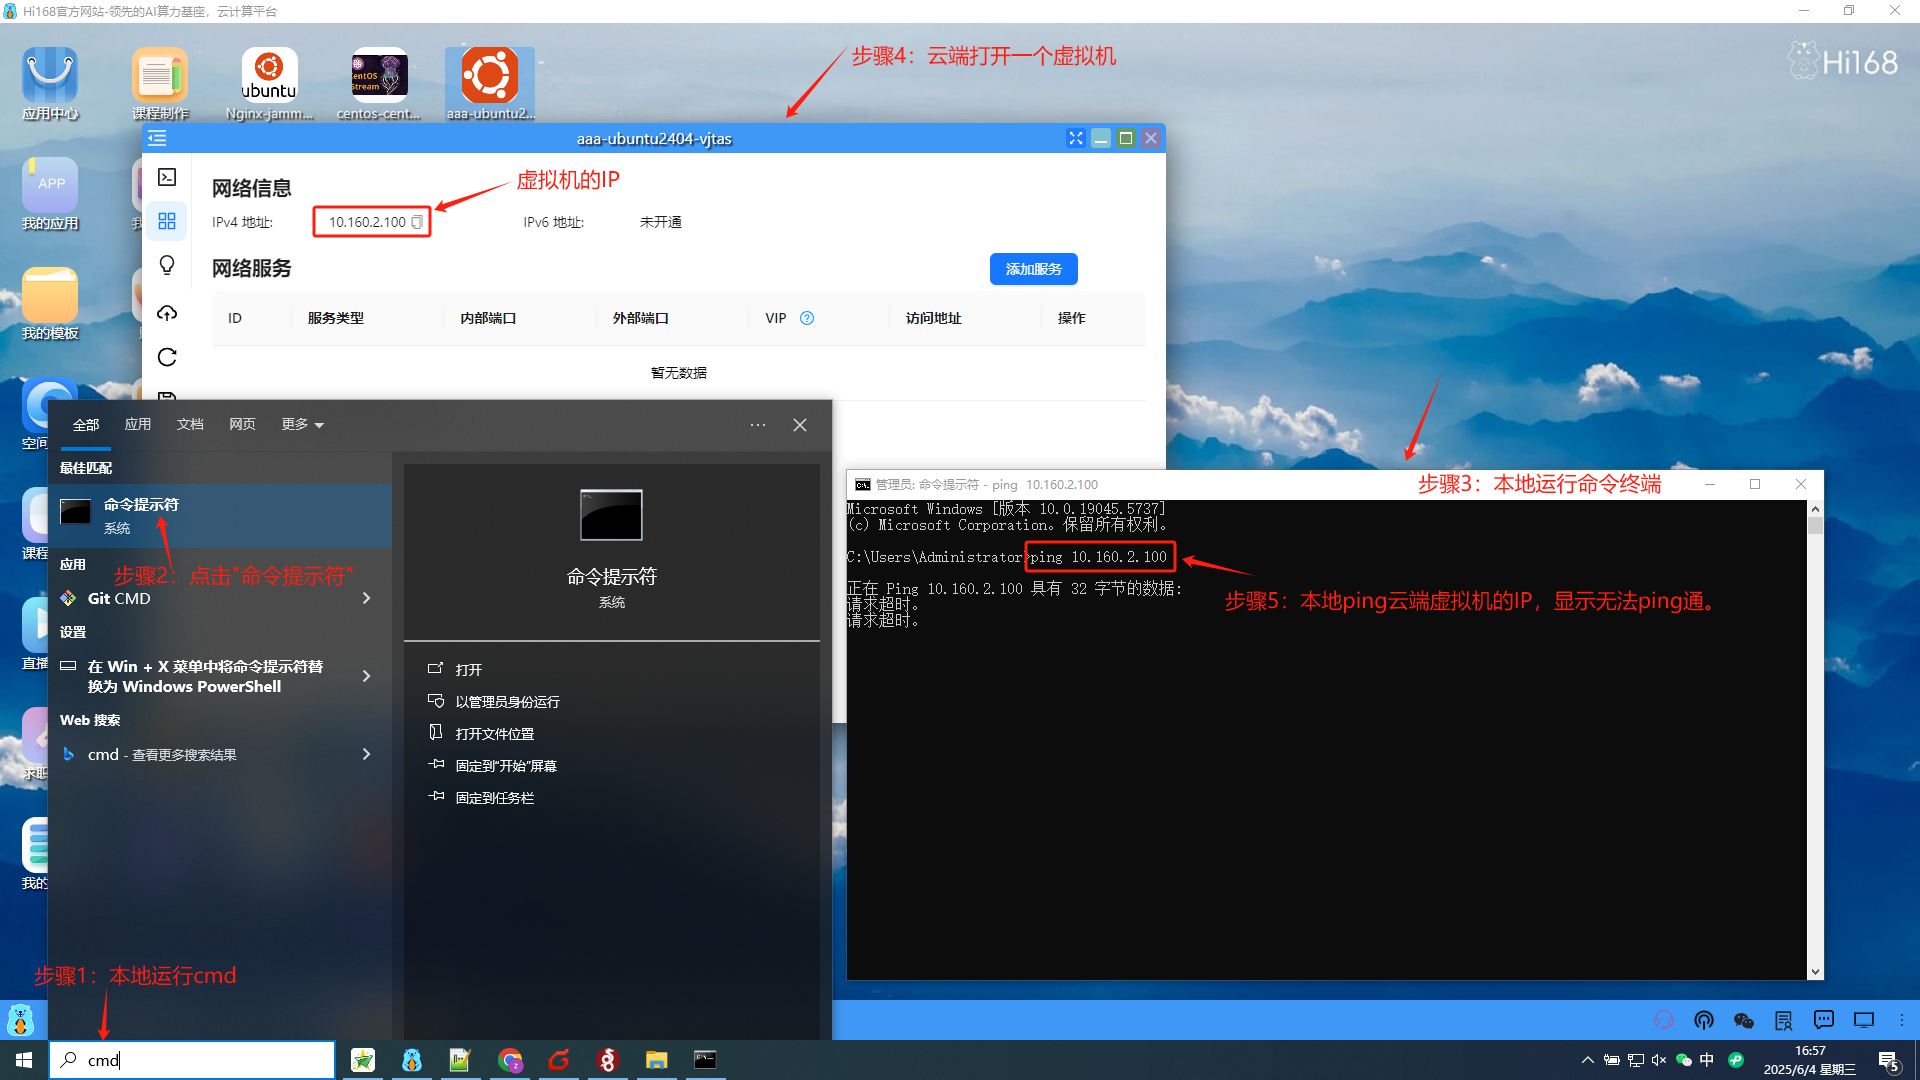 Hi168官方网站-领先的AI算力基座，云计算平台
步骤4：云端打开一个虚拟机
Hi168
ubuntu
CentOS Stream
应用中心
课程制作
Nginx-jamm...
centos-cent...
aaa-ubuntu2...
aaa-ubuntu2404-vjtas
APP
我的应用
我的模板
空间
课程
直播
求职
我的
网络信息
虚拟机的IP
IPv4 地址:
10.160.2.100
IPv6 地址:
未开通
网络服务
添加服务
ID
服务类型
内部端口
外部端口
VIP
访问地址
操作
暂无数据
全部
应用
文档
网页
更多
最佳匹配
命令提示符
系统
步骤2：点击"命令提示符"
应用
Git CMD
设置
在 Win + X 菜单中将命令提示符替
换为 Windows PowerShell
Web 搜索
cmd - 查看更多搜索结果
命令提示符
系统
打开
以管理员身份运行
打开文件位置
固定到"开始"屏幕
固定到任务栏
管理员: 命令提示符 - ping  10.160.2.100
步骤3：本地运行命令终端
Microsoft Windows [版本 10.0.19045.5737]
(c) Microsoft Corporation。保留所有权利。
C:\Users\Administrator>ping 10.160.2.100
正在 Ping 10.160.2.100 具有 32 字节的数据:
请求超时。
请求超时。
步骤5：本地ping云端虚拟机的IP，显示无法ping通。
步骤1：本地运行cmd
cmd
中
16:57
2025/6/4 星期三
5